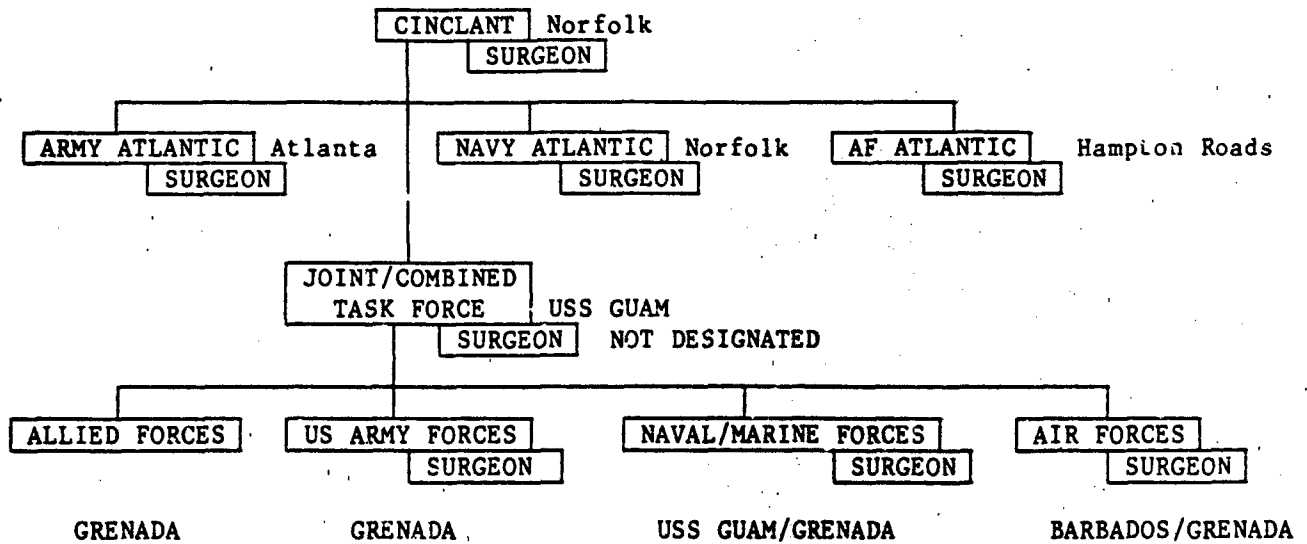 CINCLANT Norfolk
SURGEON
ARMY ATLANTIC Atlanta NAVY ATLANTIC Norfolk AF ATLANTIC Hampion Roads
SURGEON SURGEON SURGEON
JOINT/COMBINED
TASK FORCE USS GUAM
SURGEON NOT DESIGNATED
ALLIED FORCES US ARMY FORCES NAVAL/MARINE FORCES AIR FORCES
SURGEON SURGEON SURGEON
GRENADA GRENADA USS GUAM/GRENADA BARBADOS/GRENADA